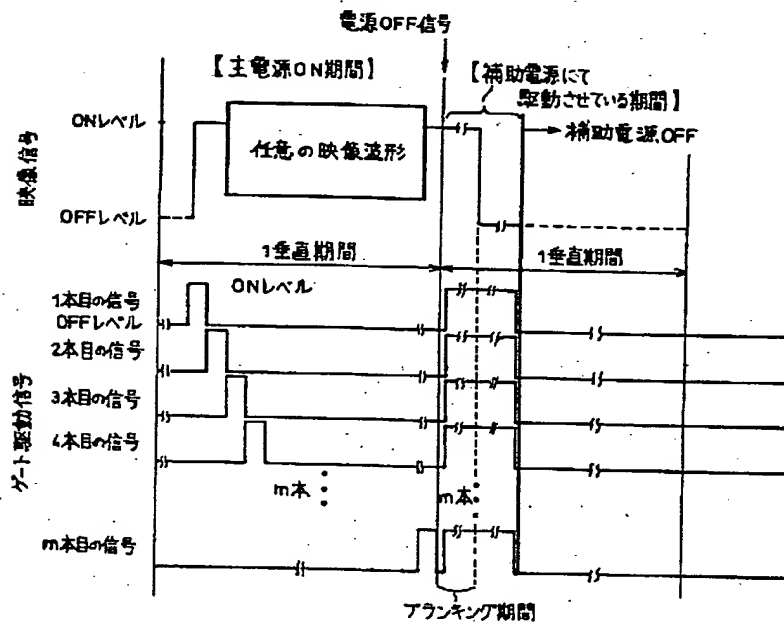 電源OFF信号
【主電源ON期間】
【補助電源にて
駆動させている期間】
ONレベル
補助電源OFF
映像信号
任意の映像波形
OFFレベル
1垂直期間
1垂直期間
ONレベル
1本目の信号
OFFレベル
2本目の信号
3本目の信号
4本目の信号
ゲート駆動信号
m本
m本
m本目の信号
ブランキング期間